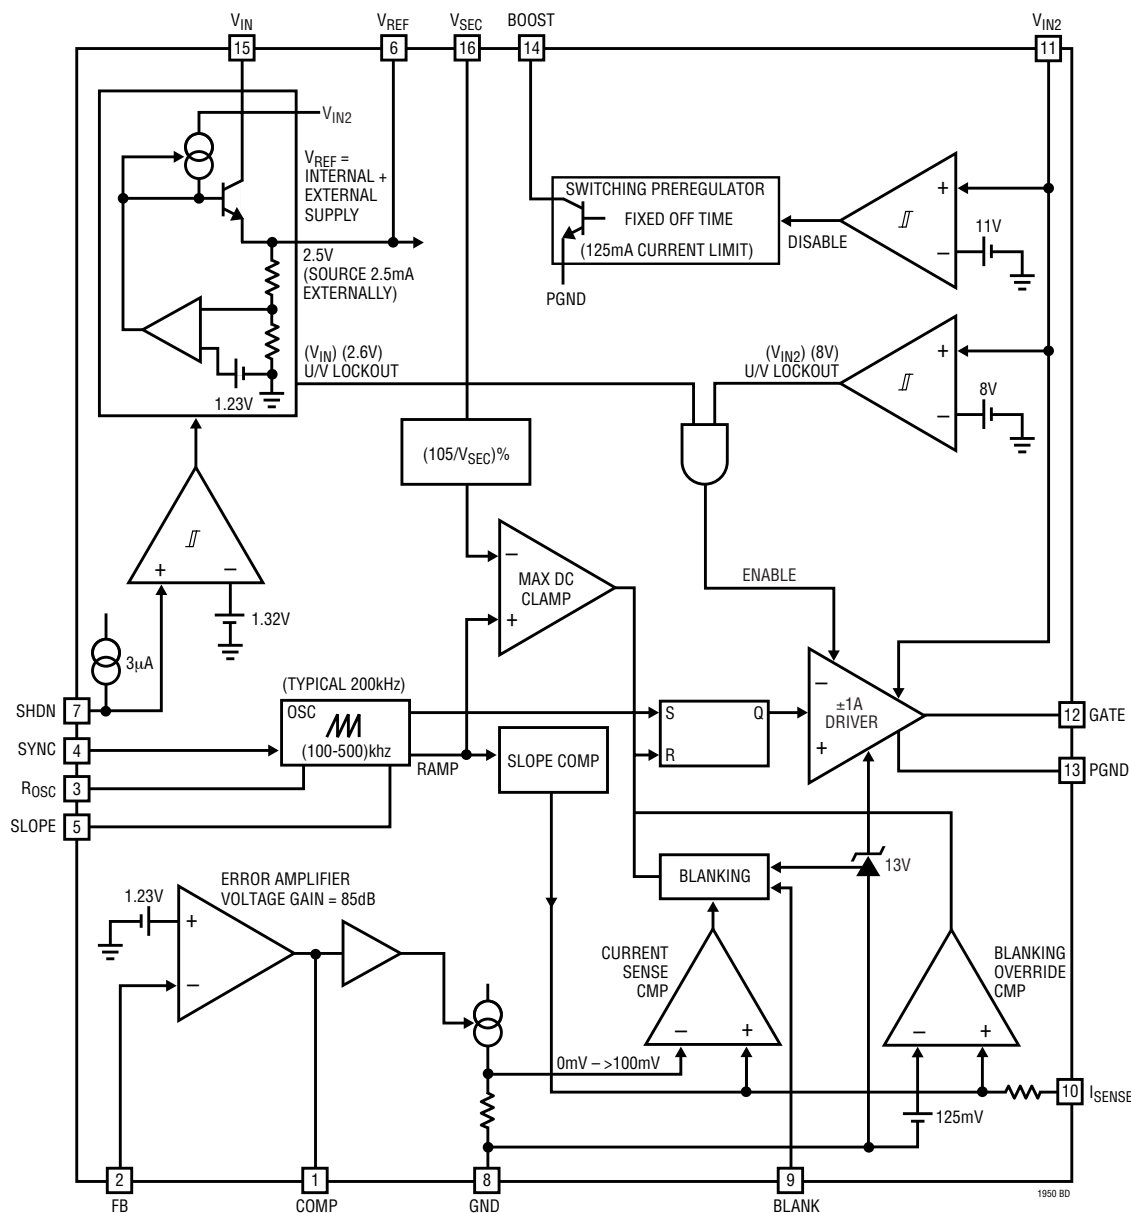 VIN
VREF
VSEC
BOOST
VIN2
15
6
16
14
11
VIN2
VREF =
INTERNAL +
EXTERNAL
SUPPLY
2.5V
(SOURCE 2.5mA
EXTERNALLY)
SWITCHING PREREGULATOR
FIXED OFF TIME
(125mA CURRENT LIMIT)
PGND
DISABLE
+
–
11V
(VIN) (2.6V)
U/V LOCKOUT
1.23V
(VIN2) (8V)
U/V LOCKOUT
+
–
8V
(105/VSEC)%
+
–
1.32V
–
MAX DC
CLAMP
+
ENABLE
3µA
SHDN
7
SYNC
4
ROSC
3
SLOPE
5
(TYPICAL 200kHz)
OSC
(100-500)khz
RAMP
SLOPE COMP
S
Q
R
–
±1A
DRIVER
+
12
GATE
13
PGND
BLANKING
13V
1.23V
ERROR AMPLIFIER
VOLTAGE GAIN = 85dB
+
–
CURRENT
SENSE
CMP
–
+
BLANKING
OVERRIDE
CMP
–
+
0mV – >100mV
10
ISENSE
125mV
2
1
8
9
FB
COMP
GND
BLANK
1950 BD